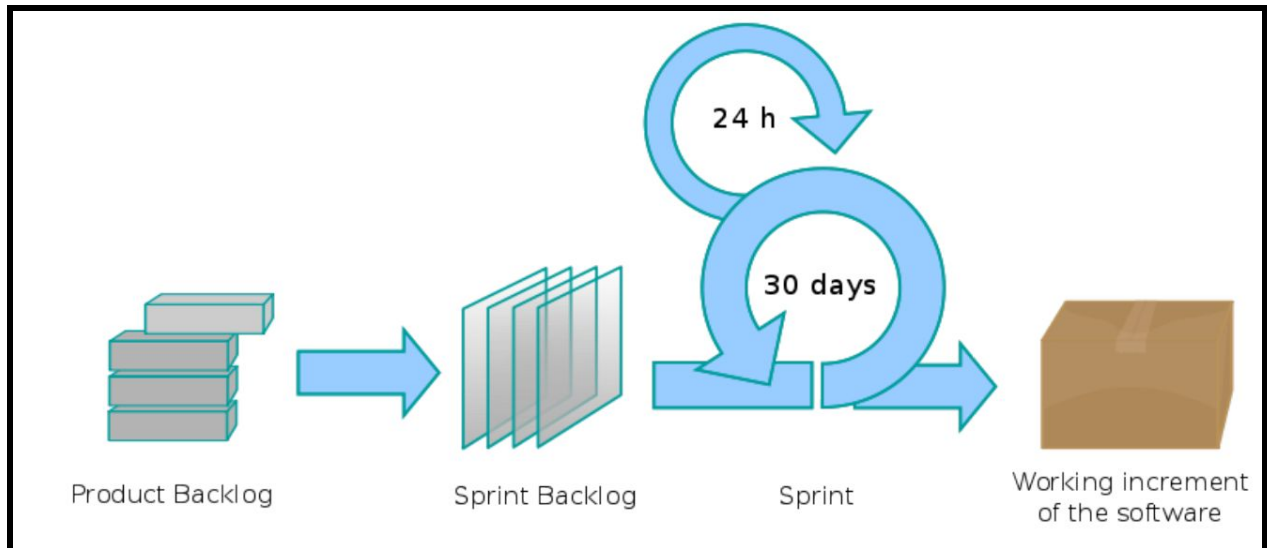 24 h
30 days
Product Backlog
Sprint Backlog
Sprint
Working increment
of the software